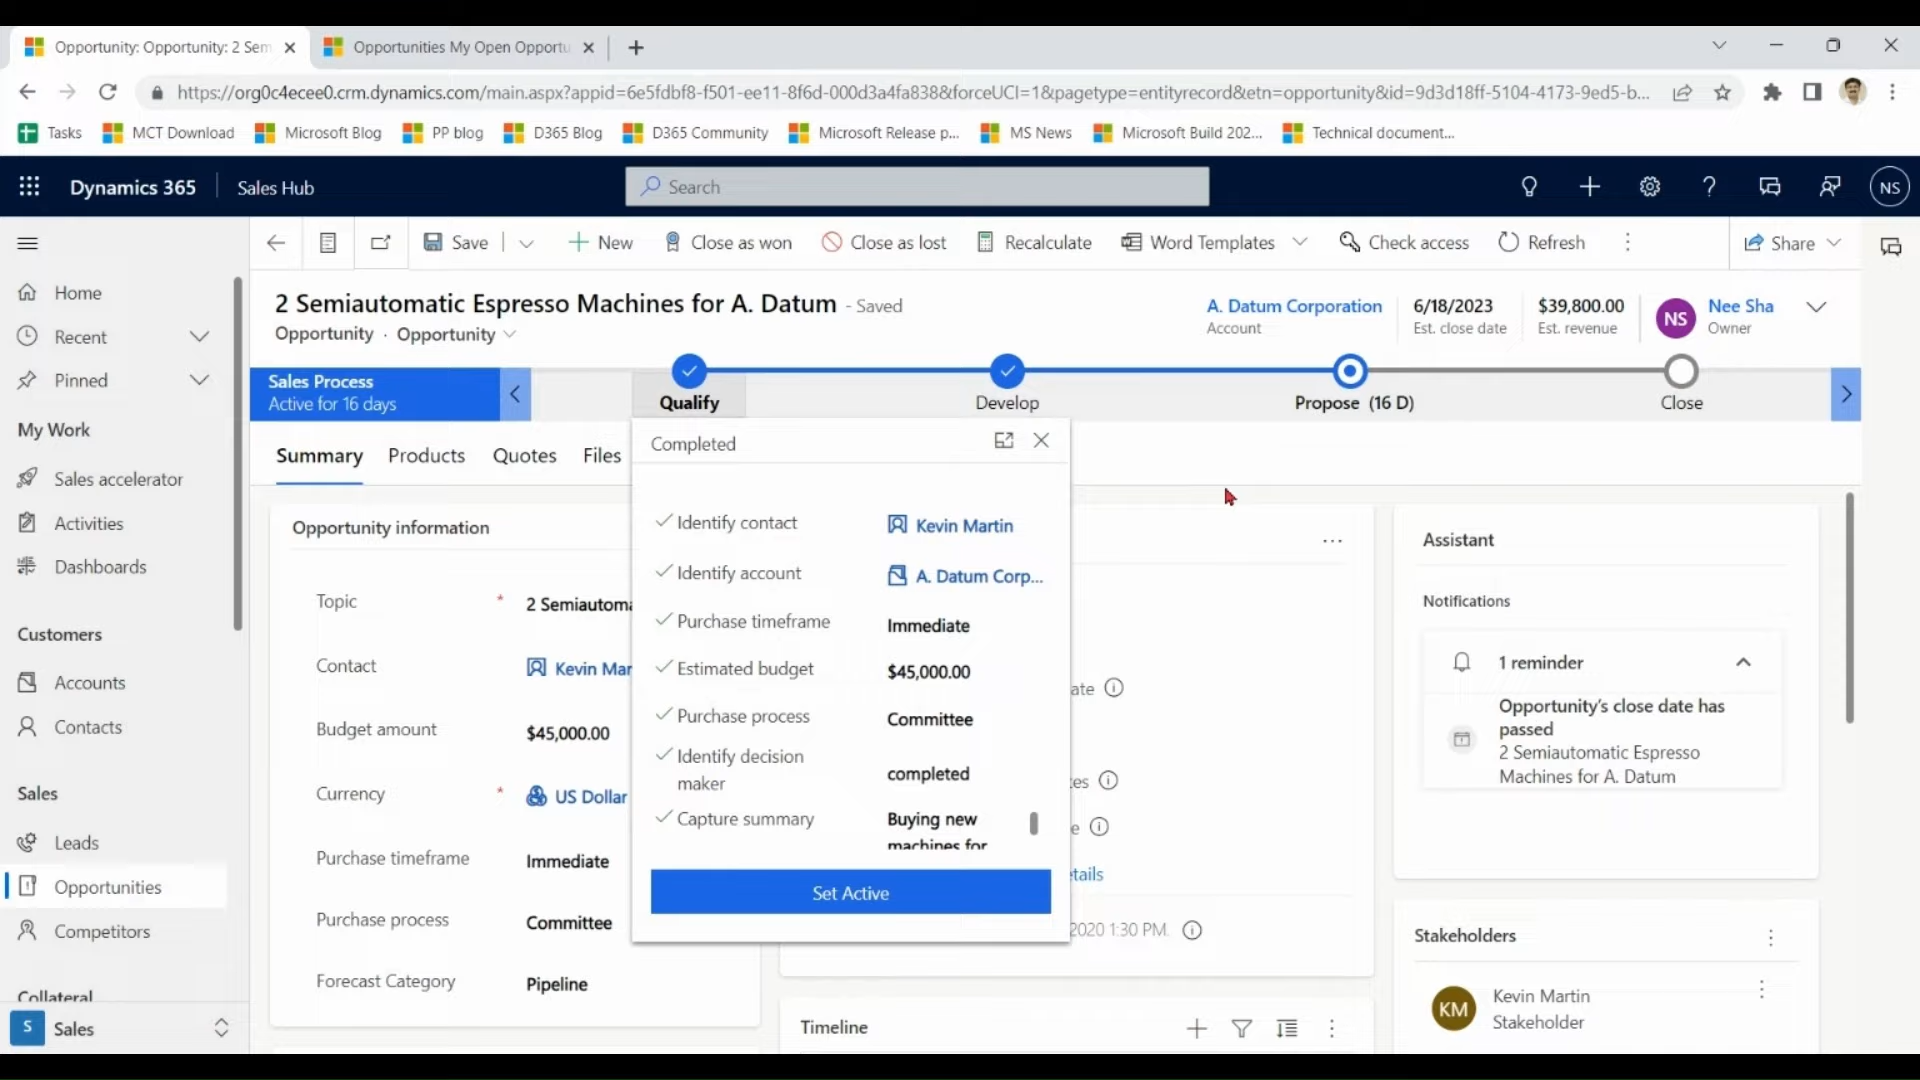 Opportunity: Opportunity: 2 Sem
Opportunities My Open Opportu
https://org0c4ecee0.crm.dynamics.com/main.aspx?appid=6e5fdbf8-f501-ee11-8f6d-000d3a4fa838&forceUCI=1&pagetype=entityrecord&etn=opportunity&id=9d3d18ff-5104-4173-9ed5-b...
Tasks
MCT Download
Microsoft Blog
PP blog
D365 Blog
D365 Community
Microsoft Release p...
MS News
Microsoft Build 202...
Technical document...
Dynamics 365
Sales Hub
Search
NS
Save
New
Close as won
Close as lost
Recalculate
Word Templates
Check access
Refresh
Share
Home
Recent
Pinned
My Work
Sales accelerator
Activities
Dashboards
Customers
Accounts
Contacts
Sales
Leads
Opportunities
Competitors
Collateral
S
Sales
2 Semiautomatic Espresso Machines for A. Datum - Saved
Opportunity · Opportunity
A. Datum Corporation
Account
6/18/2023
Est. close date
$39,800.00
Est. revenue
NS
Nee Sha
Owner
Sales Process
Active for 16 days
Qualify
Develop
Propose (16 D)
Close
Summary
Products
Quotes
Files
Opportunity information
Topic * 2 Semiautoma
Contact Kevin Mar
Budget amount $45,000.00
Currency * US Dollar
Purchase timeframe Immediate
Purchase process Committee
Forecast Category Pipeline
Completed
Identify contact Kevin Martin
Identify account A. Datum Corp...
Purchase timeframe Immediate
Estimated budget $45,000.00
Purchase process Committee
Identify decision
maker completed
Capture summary Buying new
machines for
Set Active
ate
es
e
etails
2020 1:30 PM.
Timeline
Assistant
Notifications
1 reminder
Opportunity's close date has
passed
2 Semiautomatic Espresso
Machines for A. Datum
Stakeholders
KM
Kevin Martin
Stakeholder